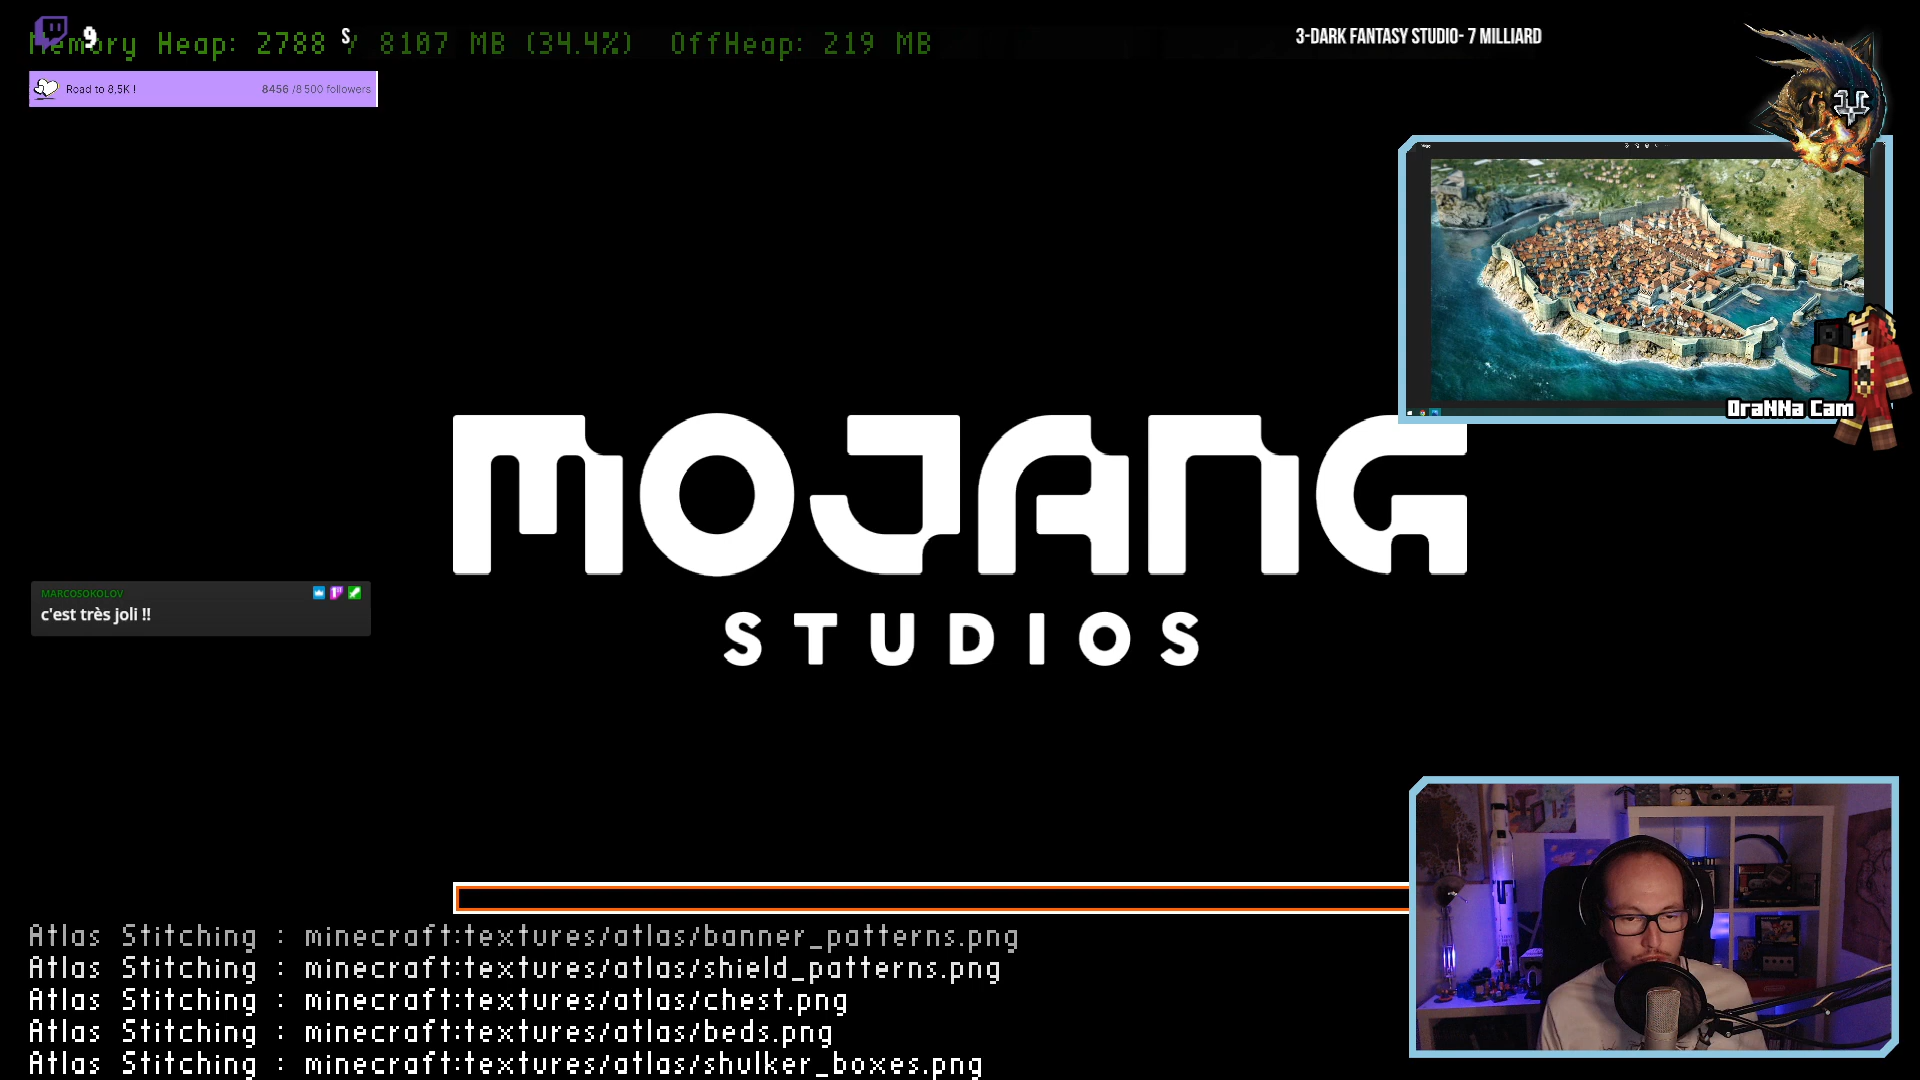 Memory Heap: 2788 / 8107 MB (34.4%) OffHeap: 219 MB
9
S
3-DARK FANTASY STUDIO- 7 MILLIARD
Road to 8,5K !
8456 /8 500 followers
DraNNa Cam
MOJANG
STUDIOS
MARCOSOKOLOV
c'est très joli !!
Atlas Stitching : minecraft:textures/atlas/banner_patterns.png
Atlas Stitching : minecraft:textures/atlas/shield_patterns.png
Atlas Stitching : minecraft:textures/atlas/chest.png
Atlas Stitching : minecraft:textures/atlas/beds.png
Atlas Stitching : minecraft:textures/atlas/shulker_boxes.png